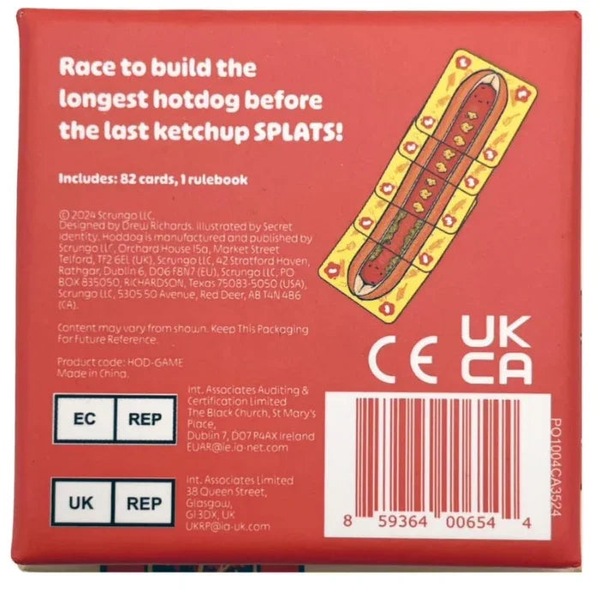 Race to build the
longest hotdog before
the last ketchup SPLATS!
Includes: 82 cards, 1 rulebook
© 2024 Scrungo LLC.
Designed by Drew Richards. Illustrated by Secret
Identity. Hoddog is manufactured and published by
Scrungo LLC, Orchard House 15a, Market Street
Telford, TF2 6EL (UK), Scrungo LLC, 42 Stratford Haven,
Rathgar, Dublin 6, D06 F8N7 (EU), Scrungo LLC, PO
BOX 835050, RICHARDSON, Texas 75083-5050 (USA),
Scrungo LLC, 5305 50 Avenue, Red Deer, AB T4N 4B6
(CA).
Content may vary from shown. Keep This Packaging
for Future Reference.
Product code: HOD-GAME
Made in China.
CE
UK
CA
EC REP
Int. Associates Auditing &
Certification Limited
The Black Church, St Mary's
Place,
Dublin 7, D07 P4AX Ireland
EUAR@ie.ia-net.com
UK REP
Int. Associates Limited
38 Queen Street,
Glasgow,
G1 3DX, UK
UKRP@ia-uk.com
8 59364 00654 4
PO1004CA3524